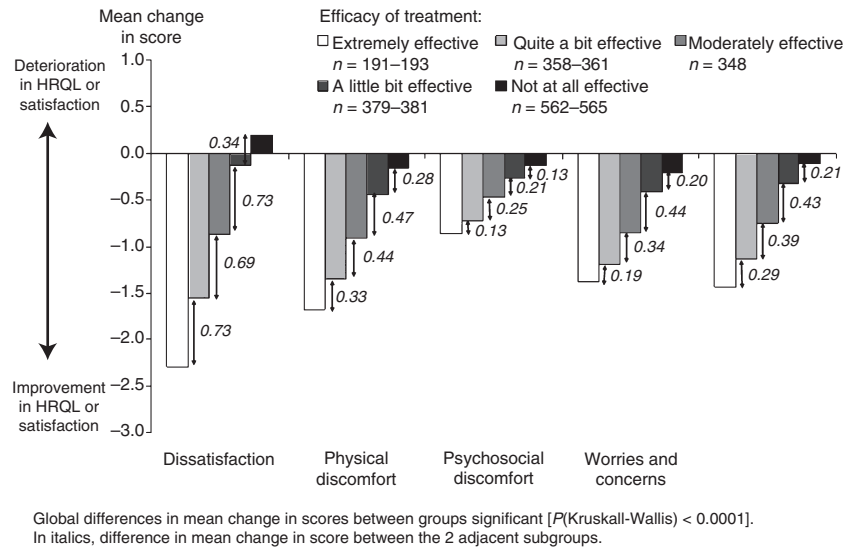 Mean change
in score
Efficacy of treatment:
Extremely effective
n = 191–193
Quite a bit effective
n = 358–361
Moderately effective
n = 348
A little bit effective
n = 379–381
Not at all effective
n = 562–565
Deterioration
in HRQL or
satisfaction
Improvement
in HRQL or
satisfaction
1.0
0.5
0.0
−0.5
−1.0
−1.5
−2.0
−2.5
−3.0
0.34
0.73
0.69
0.73
0.28
0.47
0.44
0.33
0.13
0.21
0.25
0.13
0.20
0.44
0.34
0.19
0.21
0.43
0.39
0.29
Dissatisfaction
Physical
discomfort
Psychosocial
discomfort
Worries and
concerns
Global differences in mean change in scores between groups significant [P(Kruskall-Wallis) < 0.0001].
In italics, difference in mean change in score between the 2 adjacent subgroups.